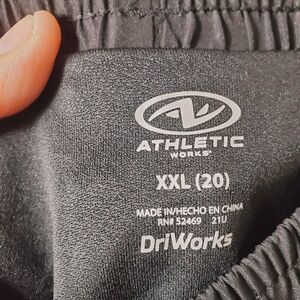 ATHLETIC
WORKS®
XXL (20)
MADE IN/HECHO EN CHINA
RN# 52469 21U
DriWorks